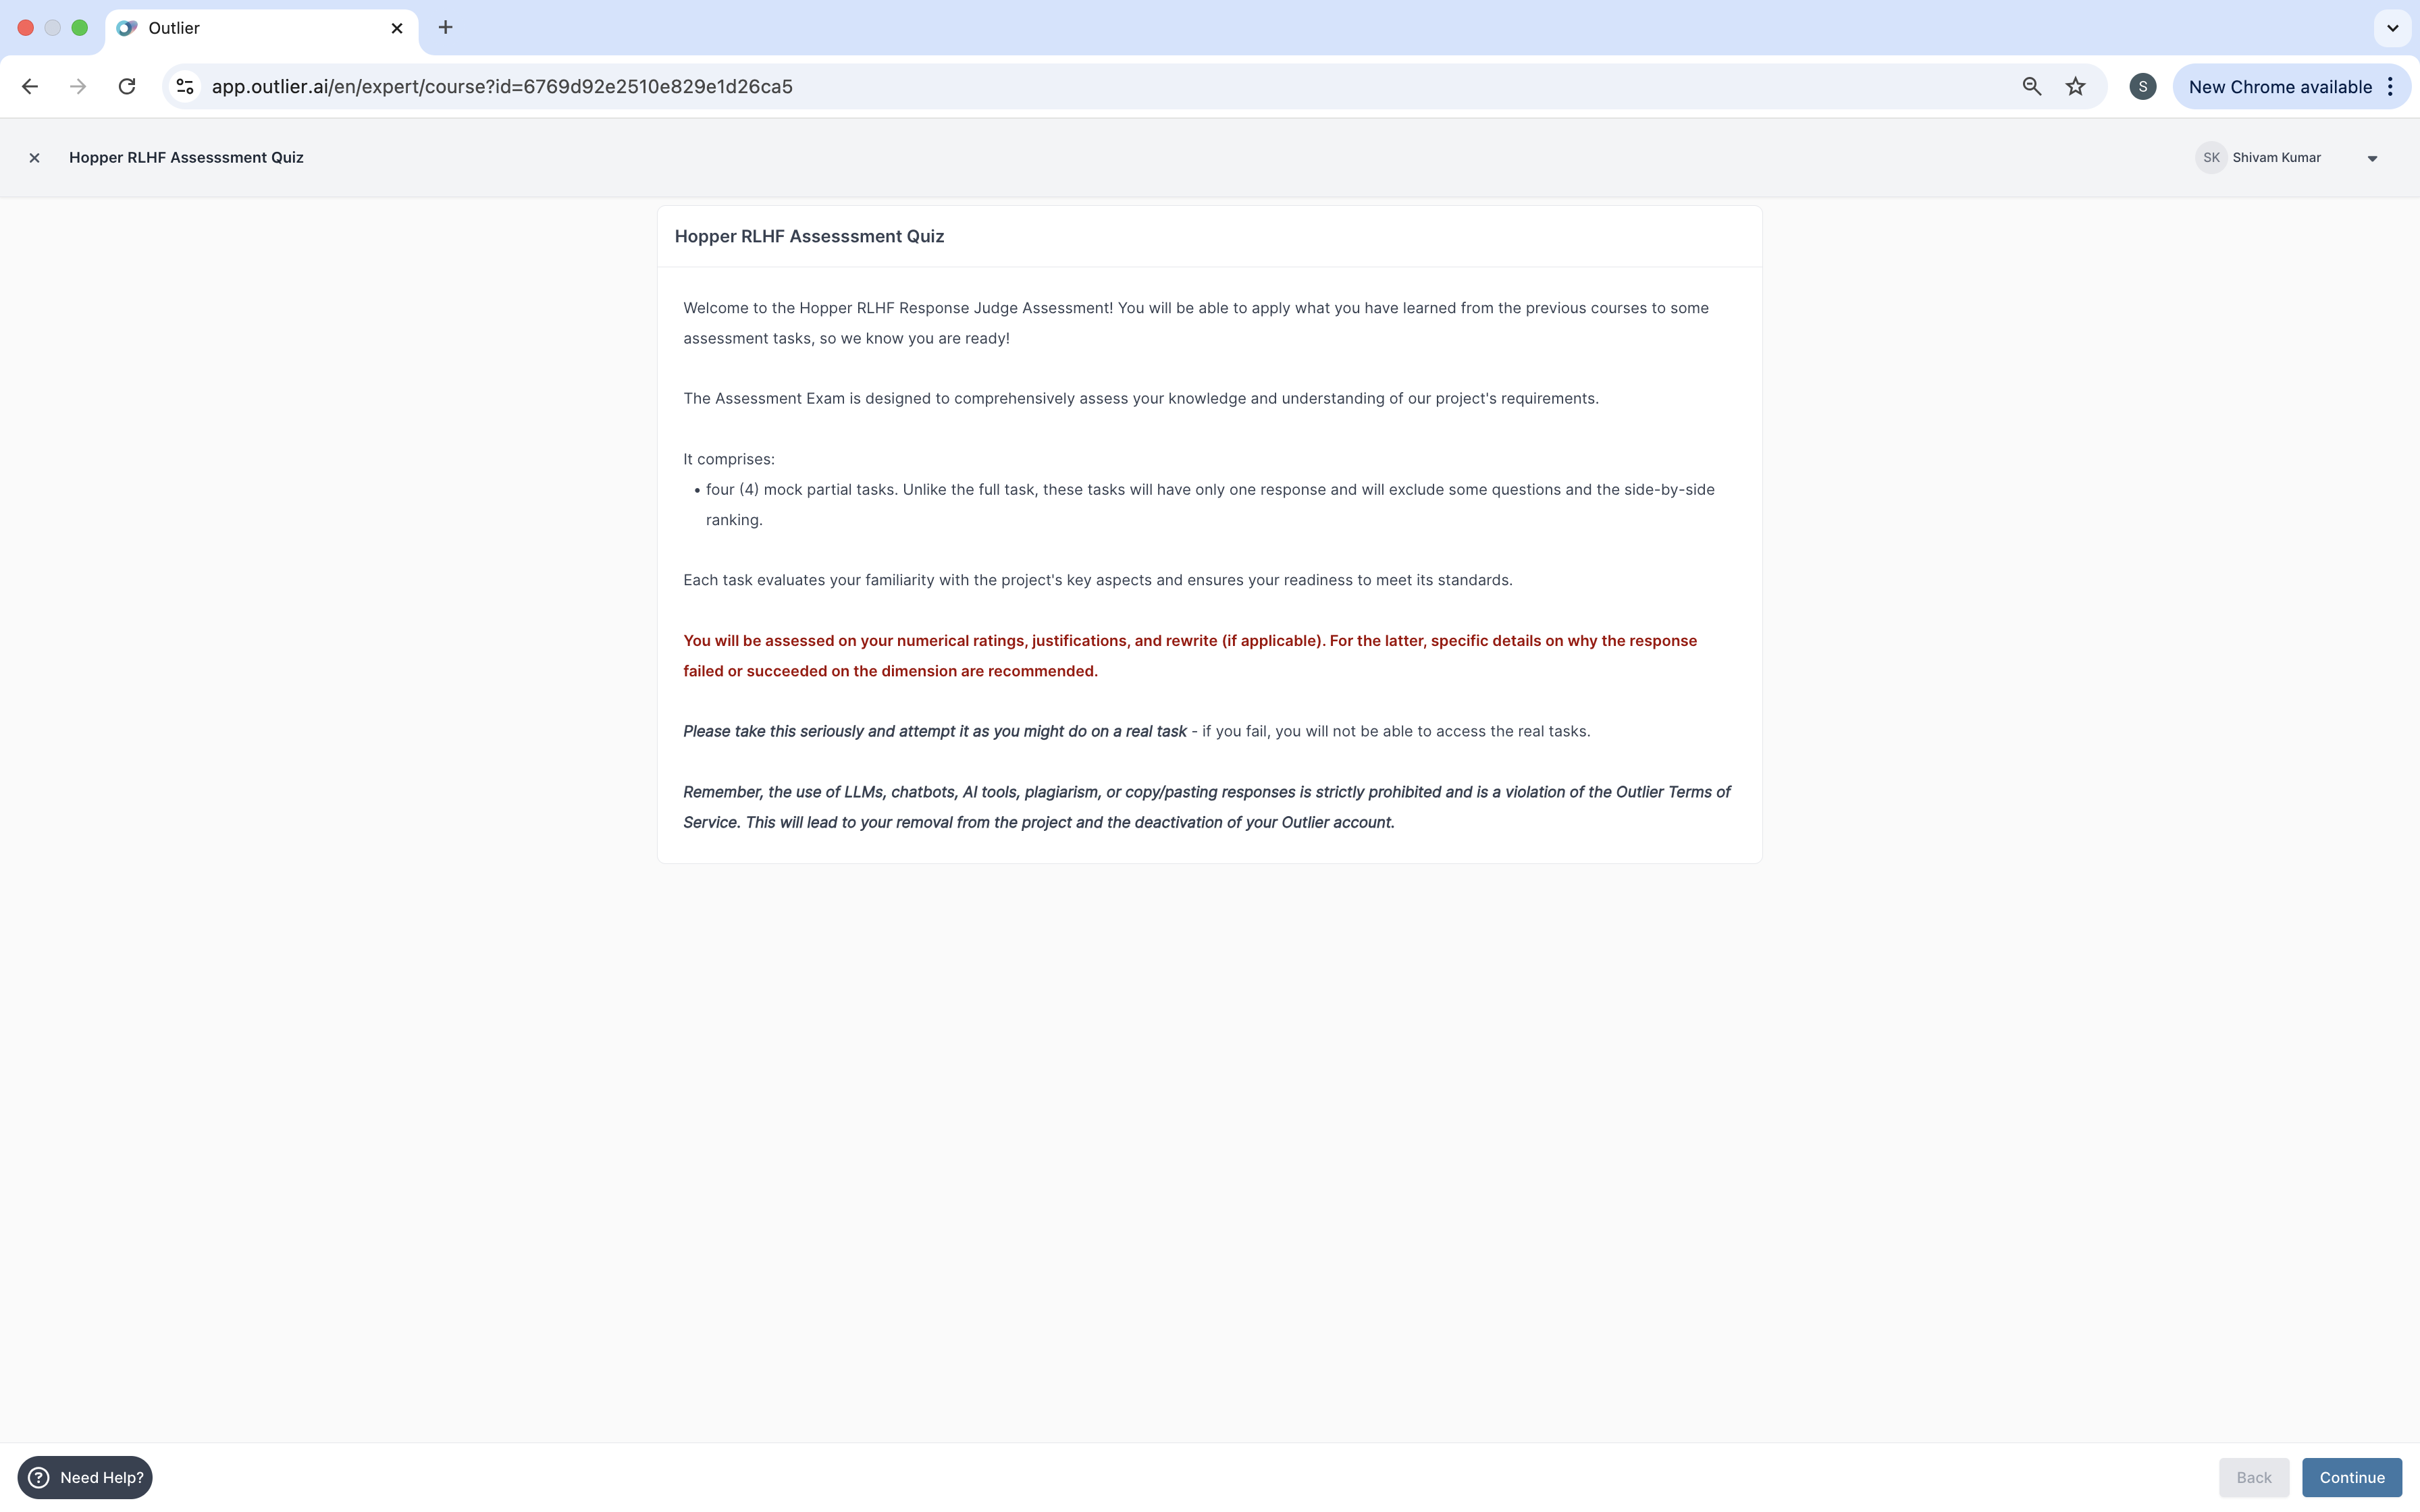 Outlier
app.outlier.ai/en/expert/course?id=6769d92e2510e829e1d26ca5
S
New Chrome available
Hopper RLHF Assesssment Quiz
SK
Shivam Kumar
Hopper RLHF Assesssment Quiz
Welcome to the Hopper RLHF Response Judge Assessment! You will be able to apply what you have learned from the previous courses to some
assessment tasks, so we know you are ready!
The Assessment Exam is designed to comprehensively assess your knowledge and understanding of our project's requirements.
It comprises:
• four (4) mock partial tasks. Unlike the full task, these tasks will have only one response and will exclude some questions and the side-by-side
ranking.
Each task evaluates your familiarity with the project's key aspects and ensures your readiness to meet its standards.
You will be assessed on your numerical ratings, justifications, and rewrite (if applicable). For the latter, specific details on why the response
failed or succeeded on the dimension are recommended.
Please take this seriously and attempt it as you might do on a real task - if you fail, you will not be able to access the real tasks.
Remember, the use of LLMs, chatbots, AI tools, plagiarism, or copy/pasting responses is strictly prohibited and is a violation of the Outlier Terms of
Service. This will lead to your removal from the project and the deactivation of your Outlier account.
? Need Help?
Back
Continue